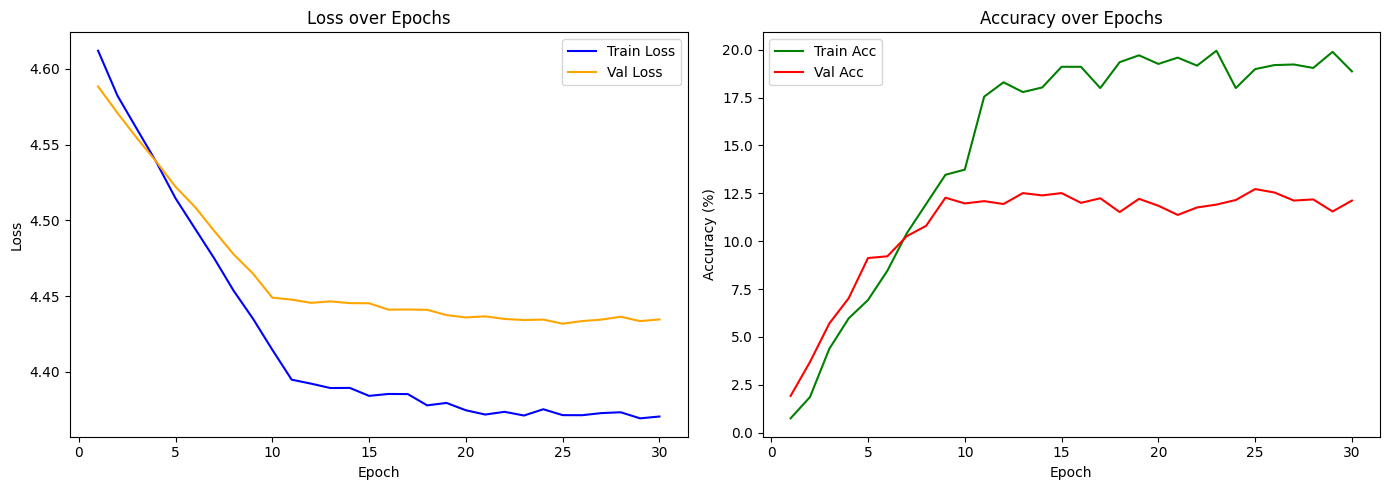 Loss over Epochs
Train Loss
Val Loss
Loss
4.60
4.55
4.50
4.45
4.40
0 5 10 15 20 25 30
Epoch
Accuracy over Epochs
Train Acc
Val Acc
Accuracy (%)
20.0
17.5
15.0
12.5
10.0
7.5
5.0
2.5
0.0
0 5 10 15 20 25 30
Epoch